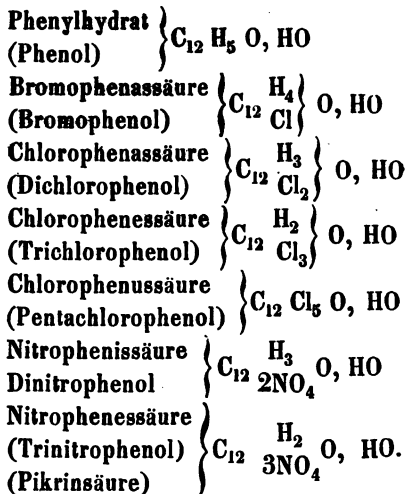 Phenylhydrat
(Phenol) } C₁₂ H₅ O, HO
Bromophenassäure
(Bromophenol) } { C₁₂ H₄ Cl } O, HO
Chlorophenassäure
(Dichlorophenol) } { C₁₂ H₃ Cl₂ } O, HO
Chlorophenessäure
(Trichlorophenol) } { C₁₂ H₂ Cl₃ } O, HO
Chlorophenussäure
(Pentachlorophenol) } C₁₂ Cl₅ O, HO
Nitrophenissäure
Dinitrophenol } C₁₂ H₃ 2NO₄ O, HO
Nitrophenessäure
(Trinitrophenol) } C₁₂ H₂ 3NO₄ O, HO.
(Pikrinsäure)